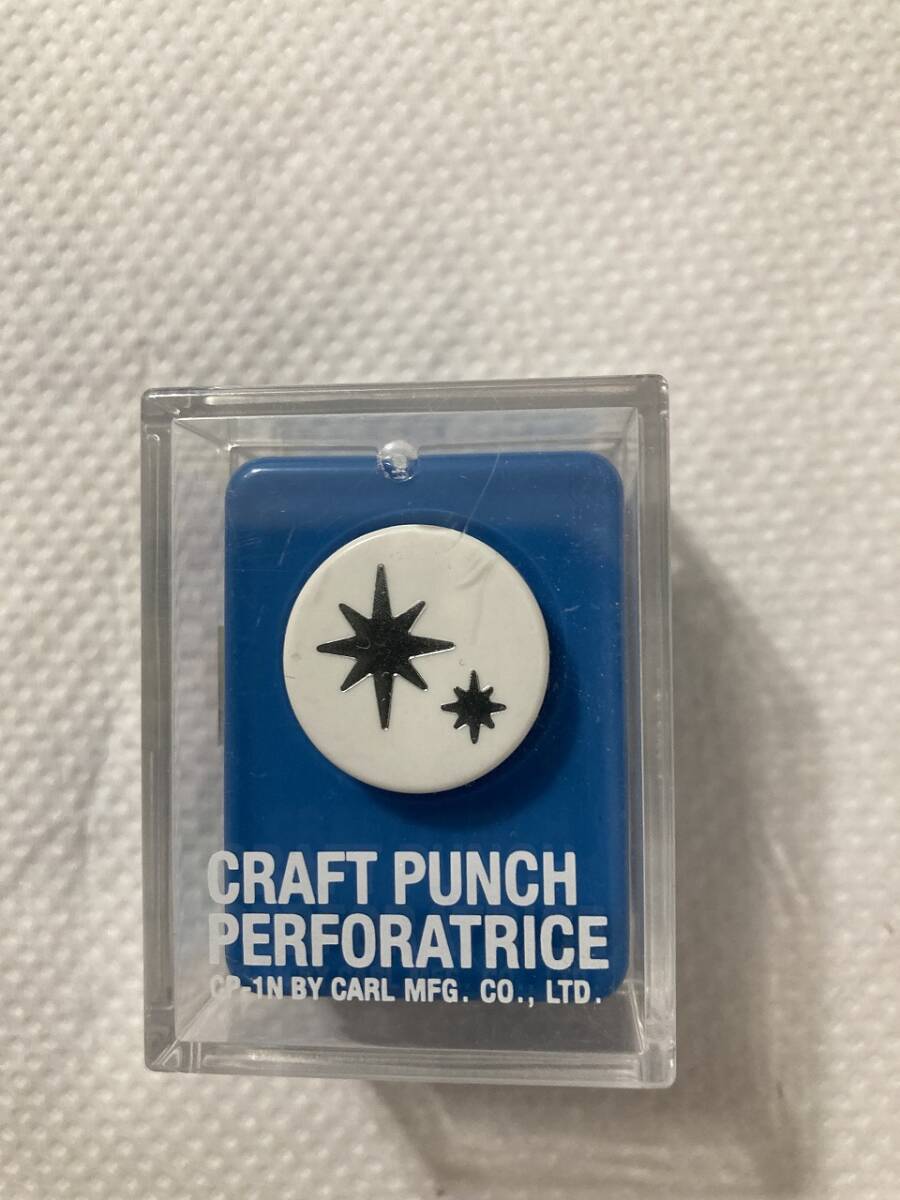 CRAFT PUNCH
PERFORATRICE
CP-1N BY CARL MFG. CO., LTD.